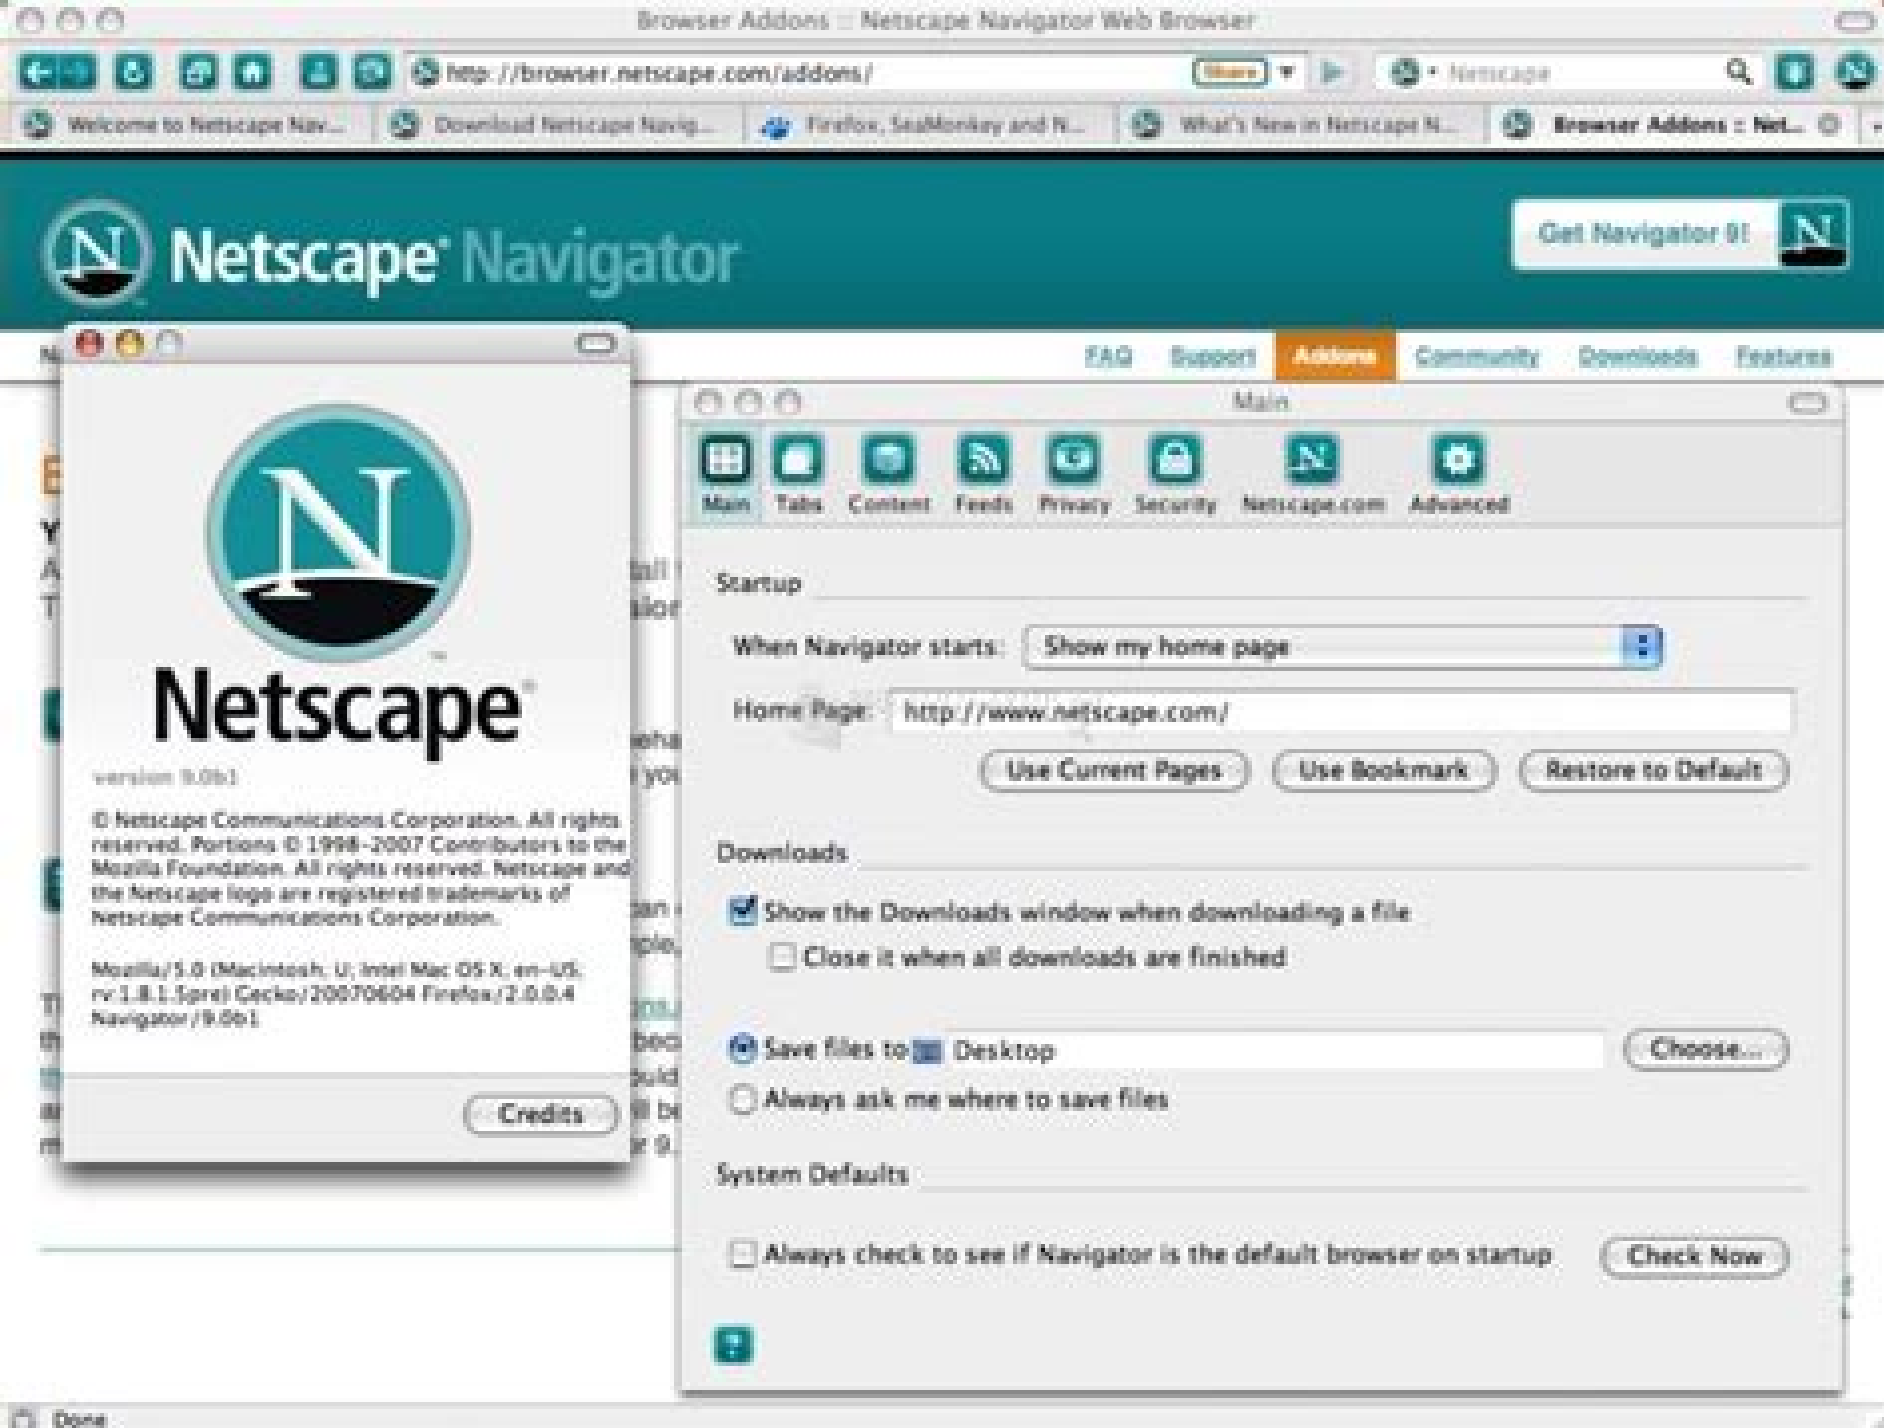 Browser Addons :: Netscape Navigator Web Browser
http://browser.netscape.com/addons/
Share
Netscape
Welcome to Netscape Nav...
Download Netscape Navig...
Firefox, SeaMonkey and N...
What's New in Netscape N...
Browser Addons :: Net...
Netscape® Navigator
Get Navigator 9!
FAQ Support Addons Community Downloads Features
Netscape®
version 9.0b1
© Netscape Communications Corporation. All rights
reserved. Portions © 1998-2007 Contributors to the
Mozilla Foundation. All rights reserved. Netscape and
the Netscape logo are registered trademarks of
Netscape Communications Corporation.
Mozilla/5.0 (Macintosh; U; Intel Mac OS X; en-US;
rv:1.8.1.5pre) Gecko/20070604 Firefox/2.0.0.4
Navigator/9.0b1
Credits
Main
Main Tabs Content Feeds Privacy Security Netscape.com Advanced
Startup
When Navigator starts: Show my home page
Home Page: http://www.netscape.com/
Use Current Pages Use Bookmark Restore to Default
Downloads
Show the Downloads window when downloading a file
Close it when all downloads are finished
Save files to Desktop Choose...
Always ask me where to save files
System Defaults
Always check to see if Navigator is the default browser on startup Check Now
Done